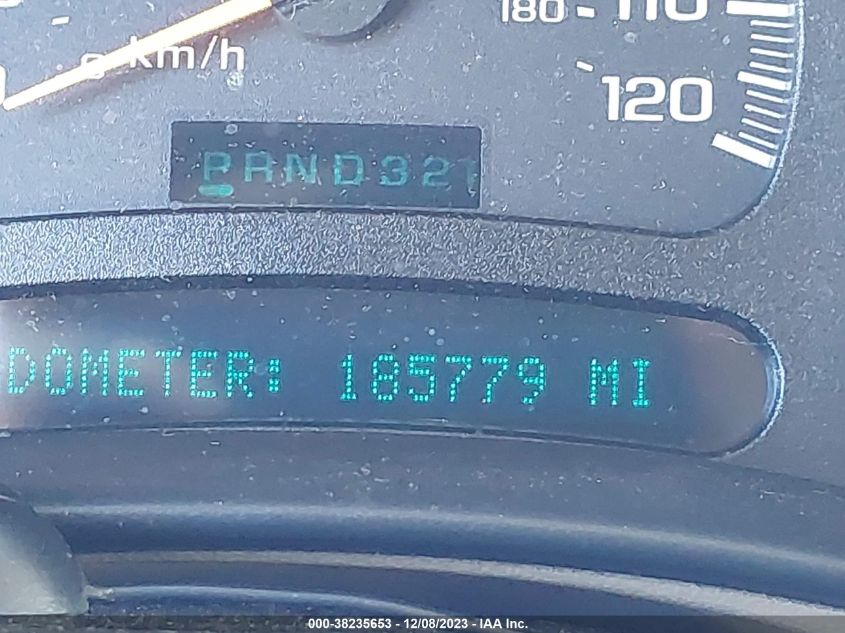 180 110
km/h
120
PRND321
DOMETER: 185779 MI
000-38235653 - 12/08/2023 - IAA Inc.